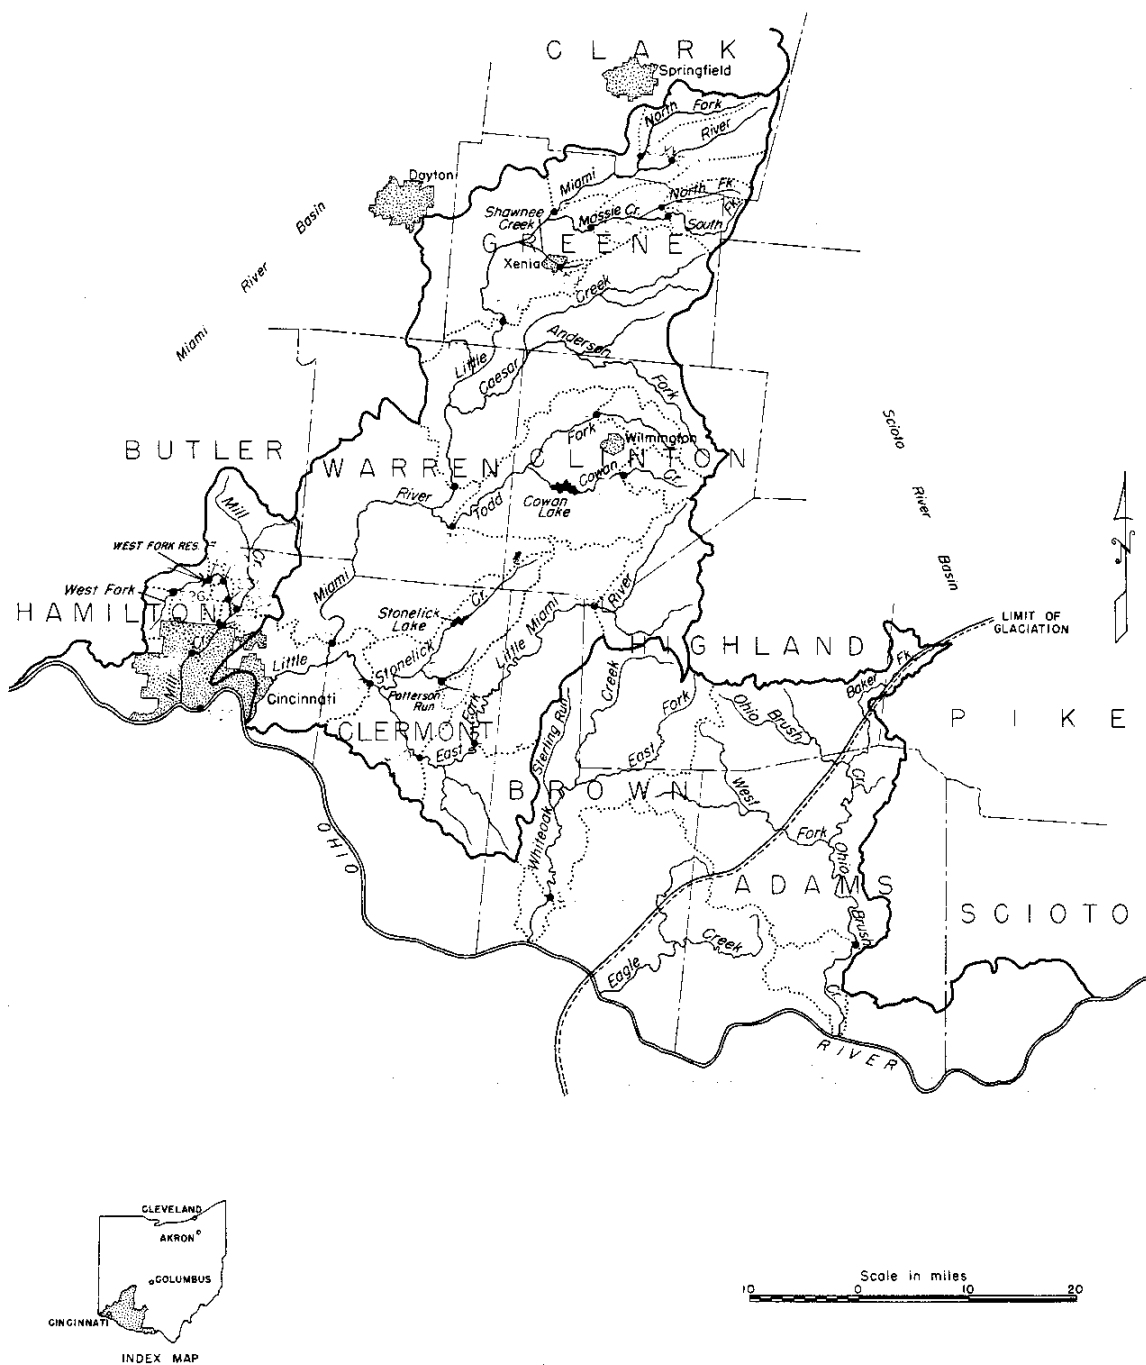 CLARK
Springfield
North Fork
River
Dayton
Miami
North Fk.
Shawnee
Creek
Massie Cr.
South
Fk.
GREENE
Xenia
Creek
Miami River Basin
Anderson
Fork
Little
Caesar
Scioto River Basin
BUTLER
WARREN
CLINTON
Fork
Wilmington
Cowan
Cr.
River
Todd
Cowan
Lake
Mill
Cr.
WEST FORK RES.
West Fork
HAMILTON
Miami
Cr.
Stonelick
Lake
River
Little Miami
HIGHLAND
LIMIT OF
GLACIATION
Little
Stonelick
Patterson
Run
Creek
Fork
Baker Fk.
Ohio
Brush
Cincinnati
Mill
CLERMONT
Fork
East
Sterling Run
East
PIKE
BROWN
West
Cr.
Fork
Whiteoak
Ohio
ADAMS
Brush
SCIOTO
OHIO
Eagle
Creek
Cr.
RIVER
N
CLEVELAND
AKRON
COLUMBUS
CINCINNATI
INDEX MAP
Scale in miles
10 0 10 20